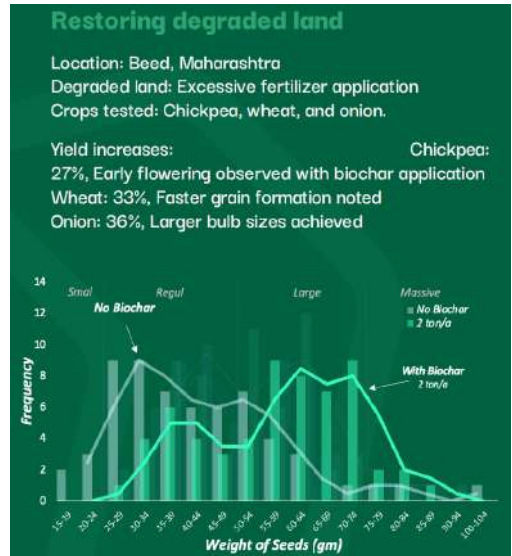 Restoring degraded land
Location: Beed, Maharashtra
Degraded land: Excessive fertilizer application
Crops tested: Chickpea, wheat, and onion.
Yield increases: Chickpea:
27%, Early flowering observed with biochar application
Wheat: 33%, Faster grain formation noted
Onion: 36%, Larger bulb sizes achieved
14
Smal Regul Large Massive
12
No Biochar
No Biochar
2 ton/a
10
With Biochar
2 ton/a
8
Frequency
6
4
2
0
15-19 20-24 25-29 30-34 35-39 40-44 45-49 50-54 55-59 60-64 65-69 70-74 75-79 80-84 85-89 90-94 100-104
Weight of Seeds (gm)